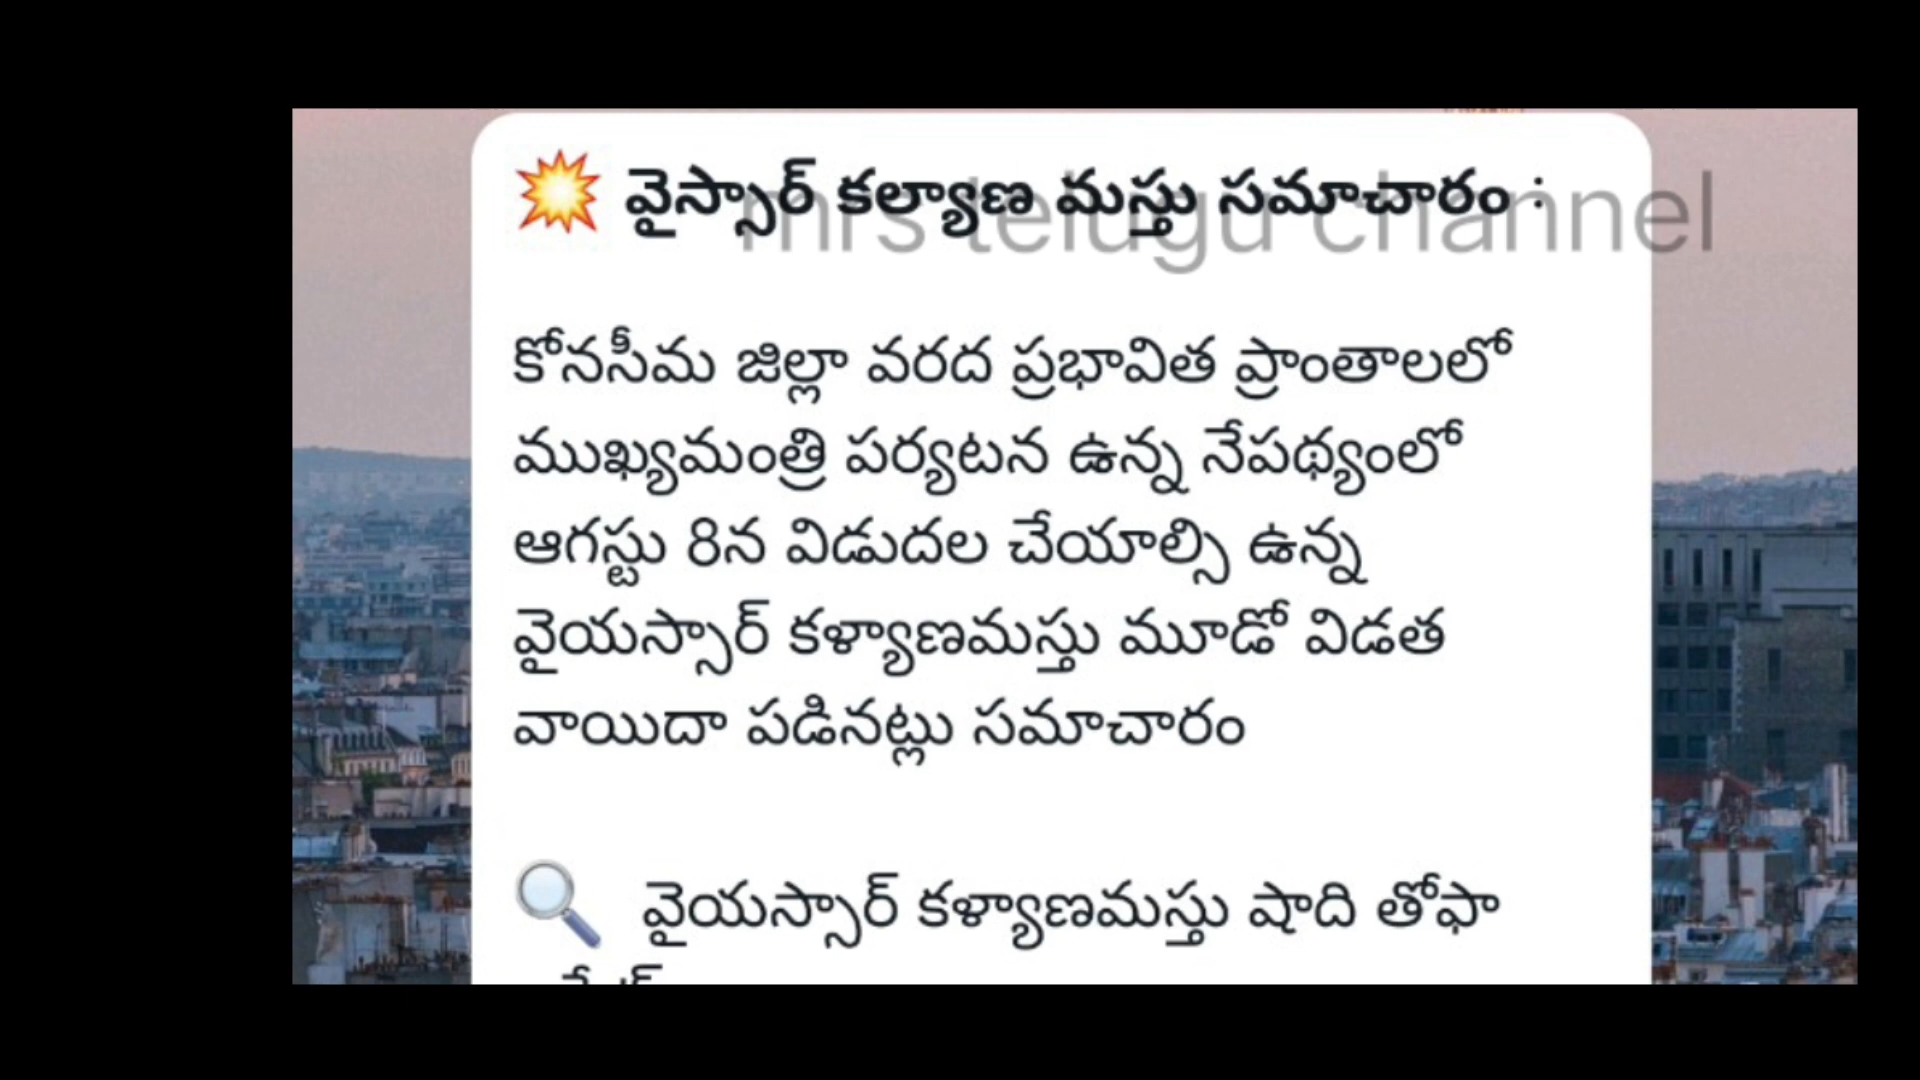 💥 వైస్సార్ కల్యాణ మస్తు సమాచారం :
mrs telugu channel
కోనసీమ జిల్లా వరద ప్రభావిత ప్రాంతాలలో
ముఖ్యమంత్రి పర్యటన ఉన్న నేపథ్యంలో
ఆగస్టు 8న విడుదల చేయాల్సి ఉన్న
వైయస్సార్ కళ్యాణమస్తు మూడో విడత
వాయిదా పడినట్లు సమాచారం
🔍 వైయస్సార్ కళ్యాణమస్తు షాది తోఫా